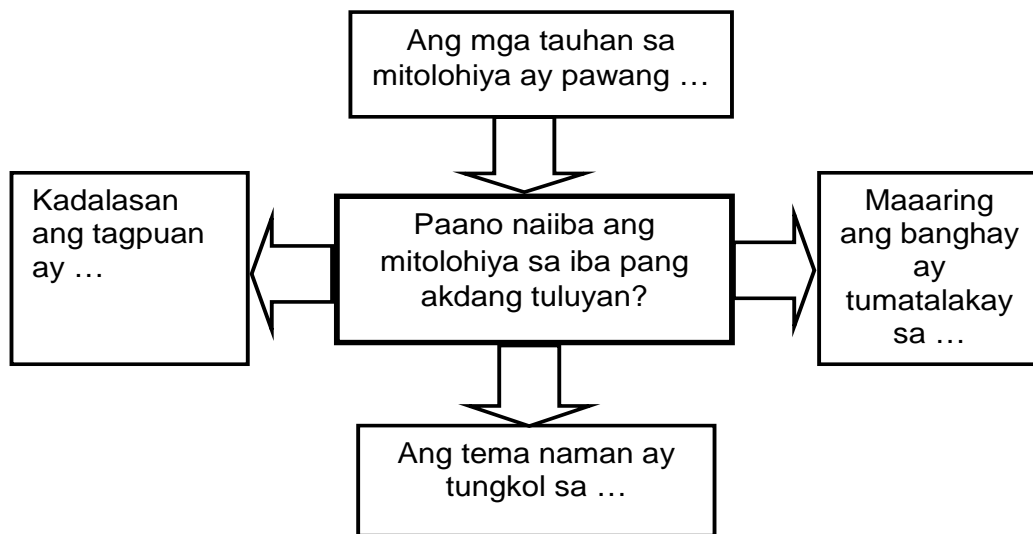 Ang mga tauhan sa
mitolohiya ay pawang …
Kadalasan
ang tagpuan
ay …
Paano naiiba ang
mitolohiya sa iba pang
akdang tuluyan?
Maaaring
ang banghay
ay
tumatalakay
sa …
Ang tema naman ay
tungkol sa …